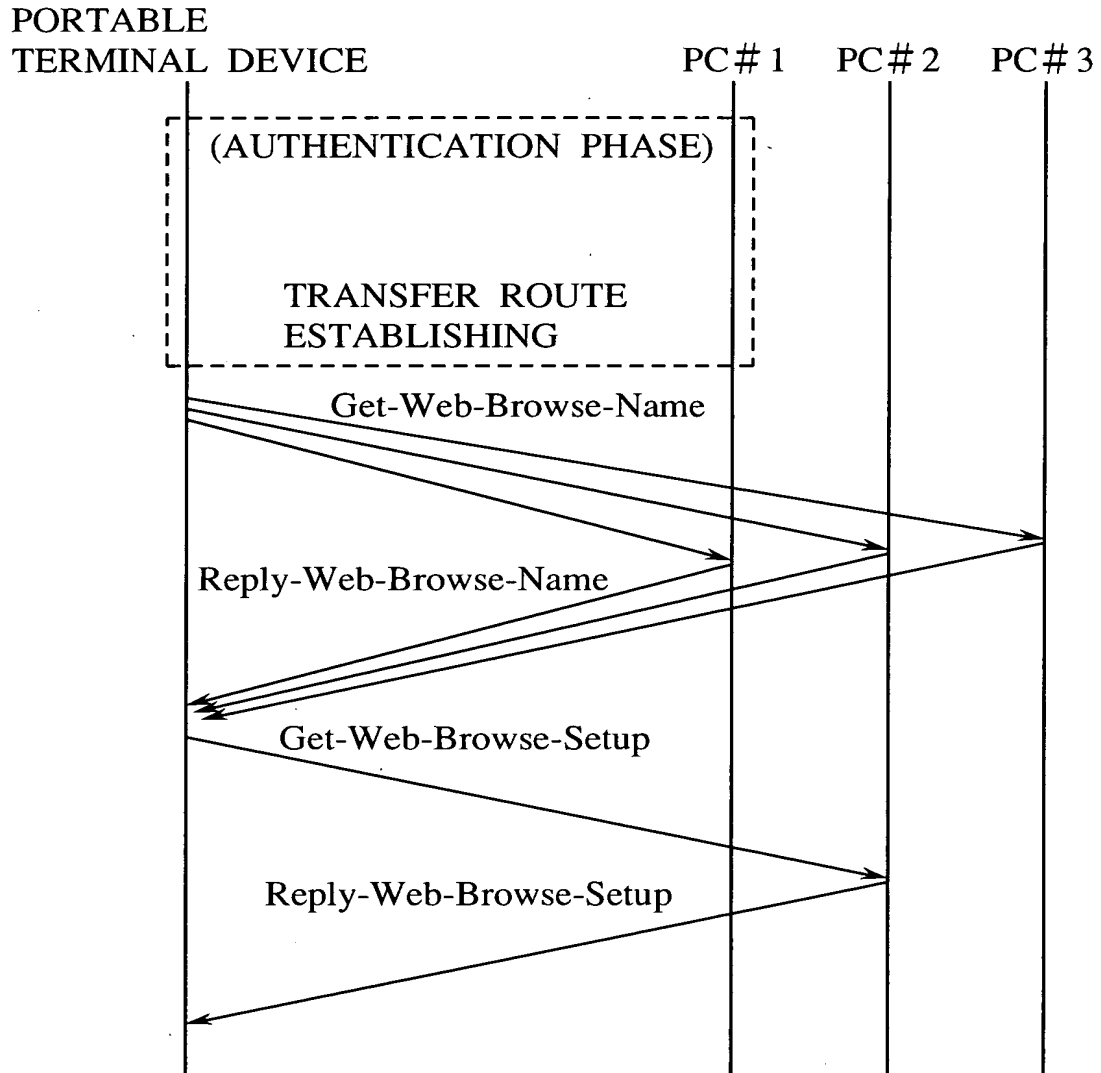 PORTABLE
TERMINAL DEVICE
PC#1
PC#2
PC#3
(AUTHENTICATION PHASE)
TRANSFER ROUTE
ESTABLISHING
Get-Web-Browse-Name
Reply-Web-Browse-Name
Get-Web-Browse-Setup
Reply-Web-Browse-Setup